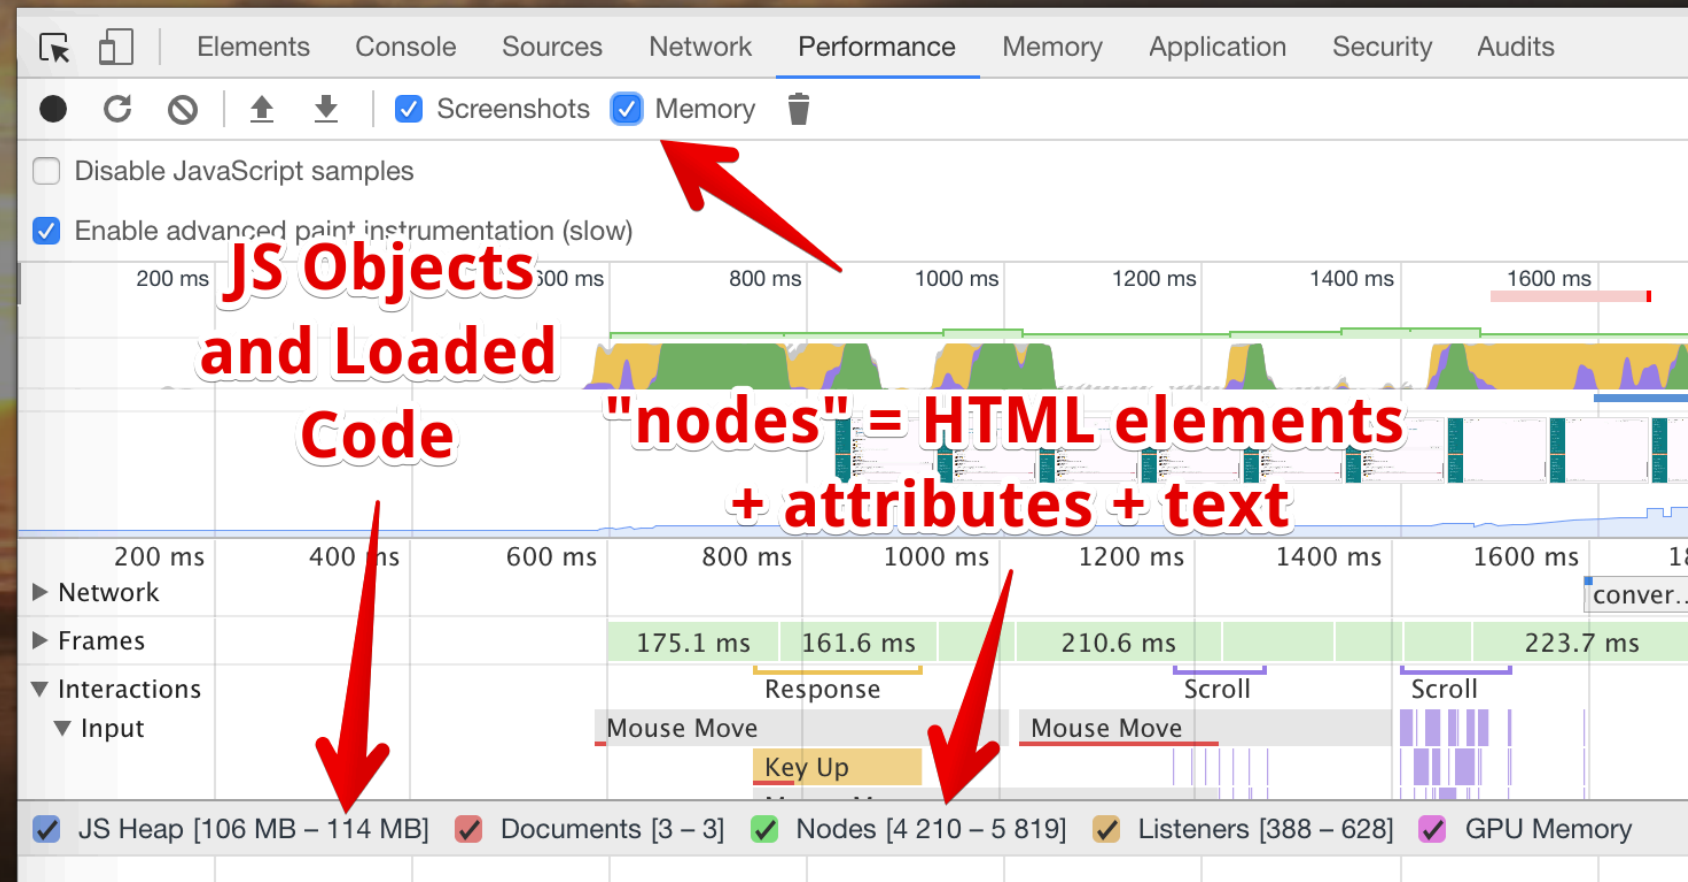 Elements Console Sources Network Performance Memory Application Security Audits
Screenshots Memory
Disable JavaScript samples
Enable advanced paint instrumentation (slow)
200 ms 600 ms 800 ms 1000 ms 1200 ms 1400 ms 1600 ms
JS Objects
and Loaded
Code
"nodes" = HTML elements
+ attributes + text
200 ms 400 ms 600 ms 800 ms 1000 ms 1200 ms 1400 ms 1600 ms
Network conver...
Frames 175.1 ms 161.6 ms 210.6 ms 223.7 ms
Interactions Response Scroll Scroll
Input Mouse Move Mouse Move
Key Up
JS Heap [106 MB – 114 MB] Documents [3 – 3] Nodes [4 210 – 5 819] Listeners [388 – 628] GPU Memory